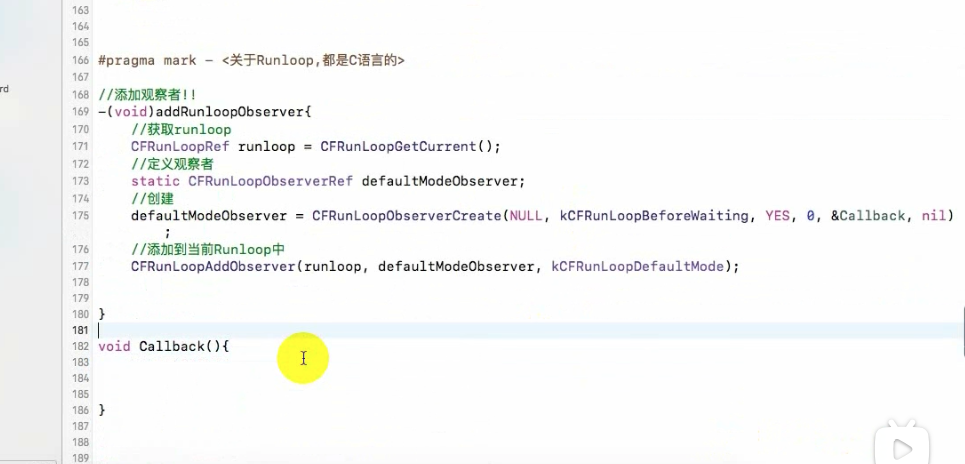 163
164
165
166 #pragma mark - <关于Runloop,都是C语言的>
167
rd
168 //添加观察者!!
169 -(void)addRunloopObserver{
170 //获取runloop
171 CFRunLoopRef runloop = CFRunLoopGetCurrent();
172 //定义观察者
173 static CFRunLoopObserverRef defaultModeObserver;
174 //创建
175 defaultModeObserver = CFRunLoopObserverCreate(NULL, kCFRunLoopBeforeWaiting, YES, 0, &Callback, nil)
;
176 //添加到当前Runloop中
177 CFRunLoopAddObserver(runloop, defaultModeObserver, kCFRunLoopDefaultMode);
178
179
180 }
181
182 void Callback(){
183
184
185
186 }
187
188
189